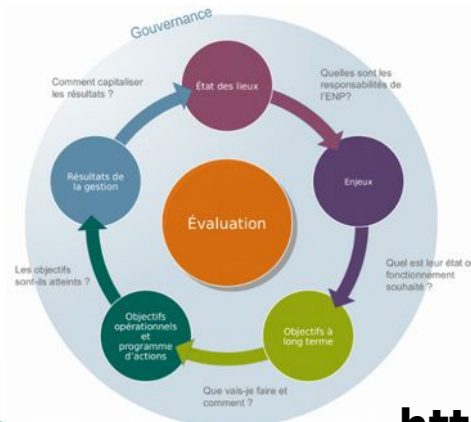 Gouvernance
État des lieux
Comment capitaliser
les résultats ?
Quelles sont les
responsabilités de
l'ENP?
Résultats de
la gestion
Enjeux
Évaluation
Quel est leur état o
fonctionnement
souhaité ?
Les objectifs
sont-ils atteints ?
Objectifs
opérationnels
et
programme
d'actions
Objectifs à
long terme
Que vais-je faire et
comment ?
htt